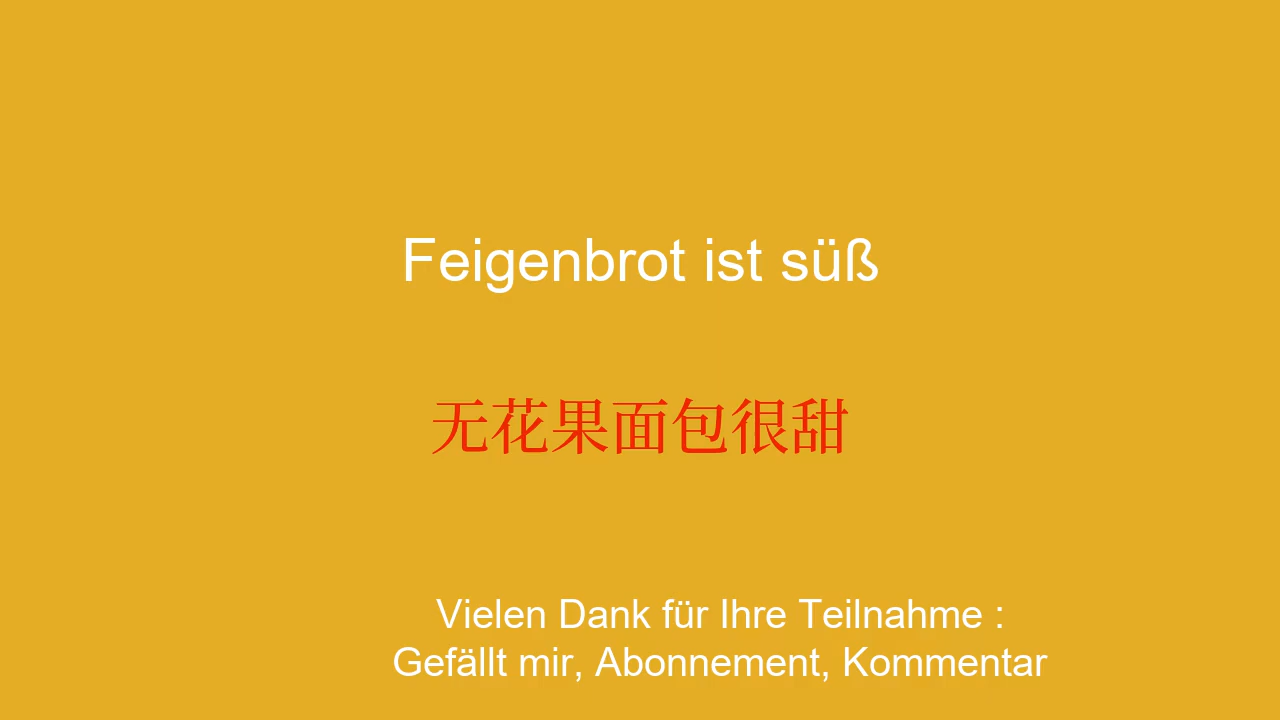 Feigenbrot ist süß
无花果面包很甜
Vielen Dank für Ihre Teilnahme :
Gefällt mir, Abonnement, Kommentar